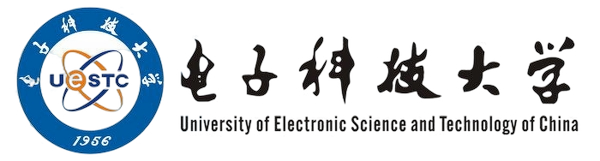 电子科技大学
UeSTC
1956
电子科技大学
University of Electronic Science and Technology of China